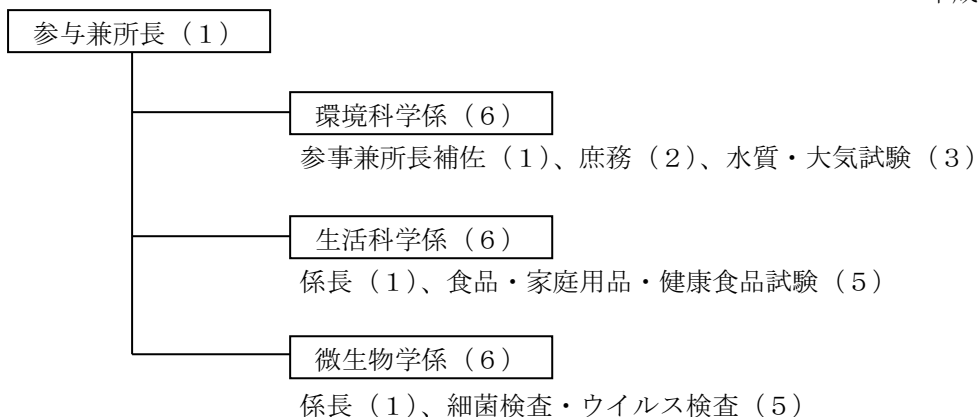 参与兼所長（１）
環境科学係（６）
参事兼所長補佐（１）、庶務（２）、水質・大気試験（３）
生活科学係（６）
係長（１）、食品・家庭用品・健康食品試験（５）
微生物学係（６）
係長（１）、細菌検査・ウイルス検査（５）